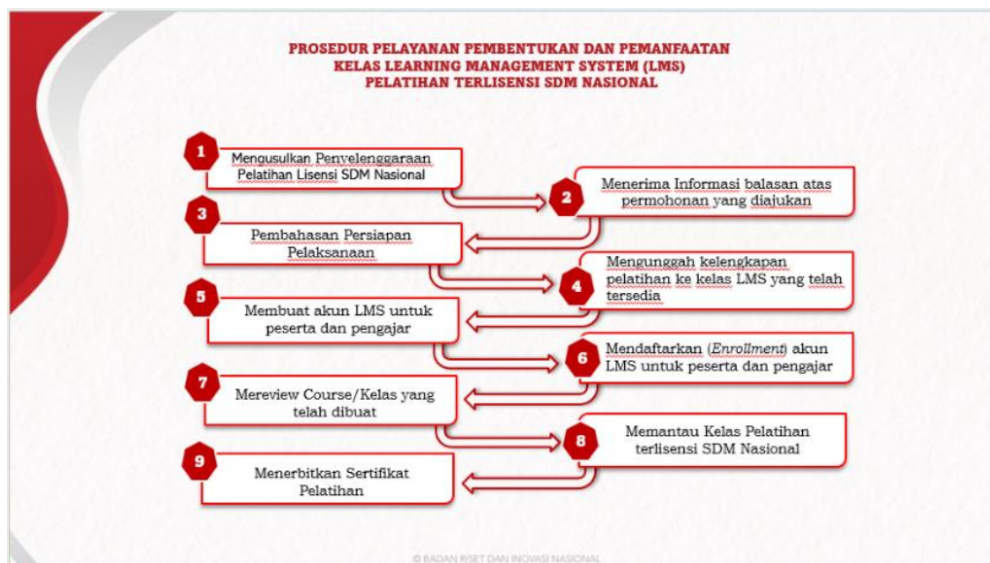 PROSEDUR PELAYANAN PEMBENTUKAN DAN PEMANFAATAN
KELAS LEARNING MANAGEMENT SYSTEM (LMS)
PELATIHAN TERLISENSI SDM NASIONAL
1
Mengusulkan Penyelenggaraan
Pelatihan Lisensi SDM Nasional
2
Menerima Informasi balasan atas
permohonan yang diajukan
3
Pembahasan Persiapan
Pelaksanaan
4
Mengunggah kelengkapan
pelatihan ke kelas LMS yang telah
tersedia
5
Membuat akun LMS untuk
peserta dan pengajar
6
Mendaftarkan (Enrollment) akun
LMS untuk peserta dan pengajar
7
Mereview Course/Kelas yang
telah dibuat
8
Memantau Kelas Pelatihan
terlisensi SDM Nasional
9
Menerbitkan Sertifikat
Pelatihan
© BADAN RISET DAN INOVASI NASIONAL